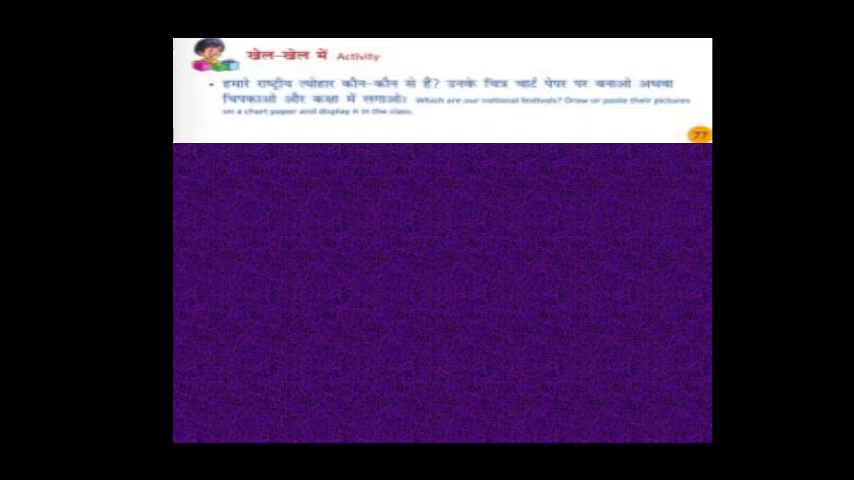 खेल-खेल में Activity
• हमारे राष्ट्रीय त्योहार कौन-कौन से हैं? उनके चित्र चार्ट पेपर पर बनाओ अथवा
चिपकाओ और कक्षा में लगाओ। Which are our national festivals? Draw or paste their pictures
on a chart paper and display it in the class.
77